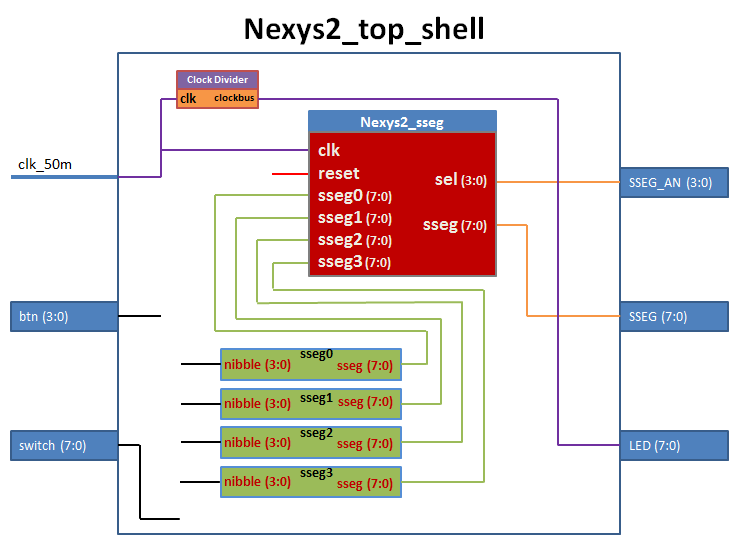 Nexys2_top_shell
Clock Divider
clk clockbus
Nexys2_sseg
clk_50m
clk
reset
sel (3:0)
SSEG_AN (3:0)
sseg0 (7:0)
sseg1 (7:0)
sseg (7:0)
sseg2 (7:0)
sseg3 (7:0)
btn (3:0)
SSEG (7:0)
sseg0
nibble (3:0) sseg (7:0)
sseg1
nibble (3:0) sseg (7:0)
sseg2
nibble (3:0) sseg (7:0)
switch (7:0)
LED (7:0)
sseg3
nibble (3:0) sseg (7:0)